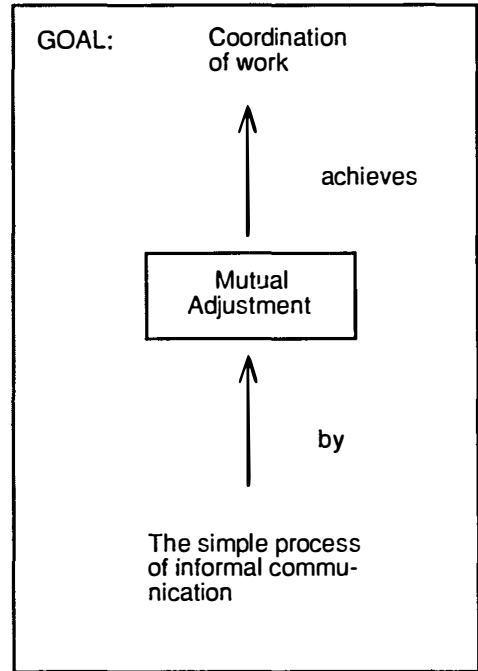 GOAL: Coordination
of work
achieves
Mutual
Adjustment
by
The simple process
of informal commu-
nication